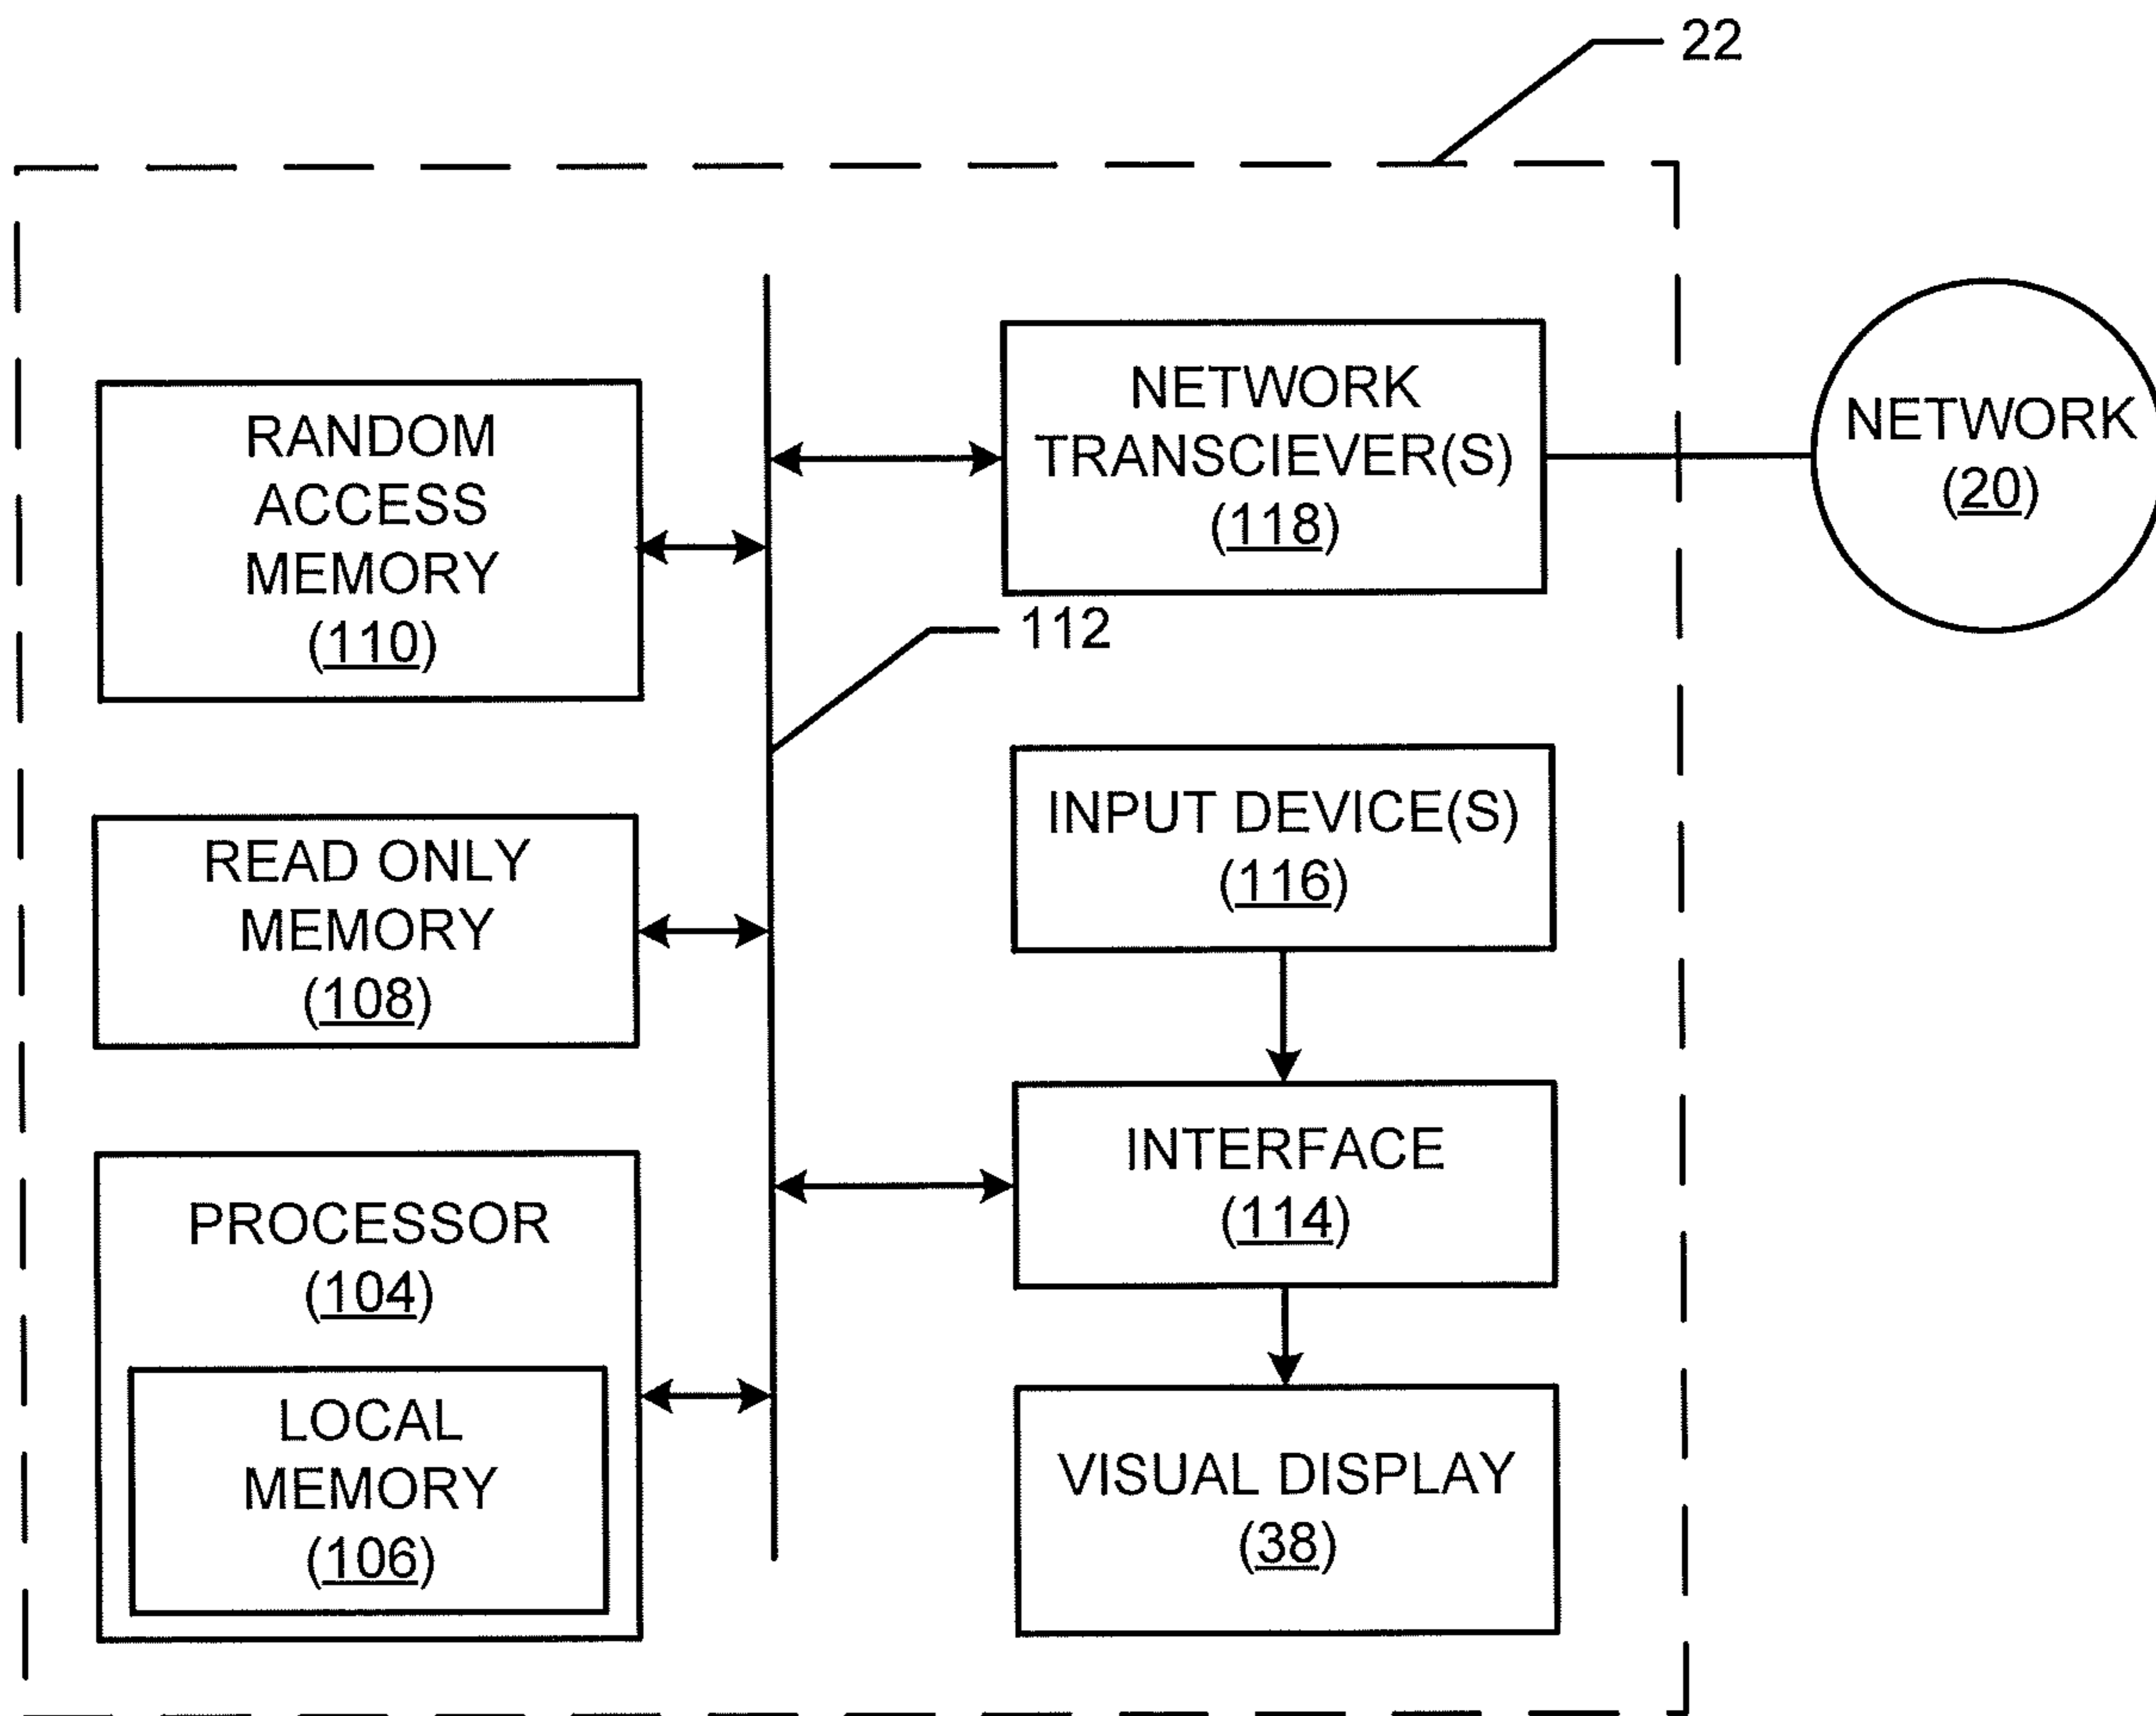 22
RANDOM
ACCESS
MEMORY
(110)
NETWORK
TRANSCIEVER(S)
(118)
NETWORK
(20)
112
READ ONLY
MEMORY
(108)
INPUT DEVICE(S)
(116)
PROCESSOR
(104)
LOCAL
MEMORY
(106)
INTERFACE
(114)
VISUAL DISPLAY
(38)